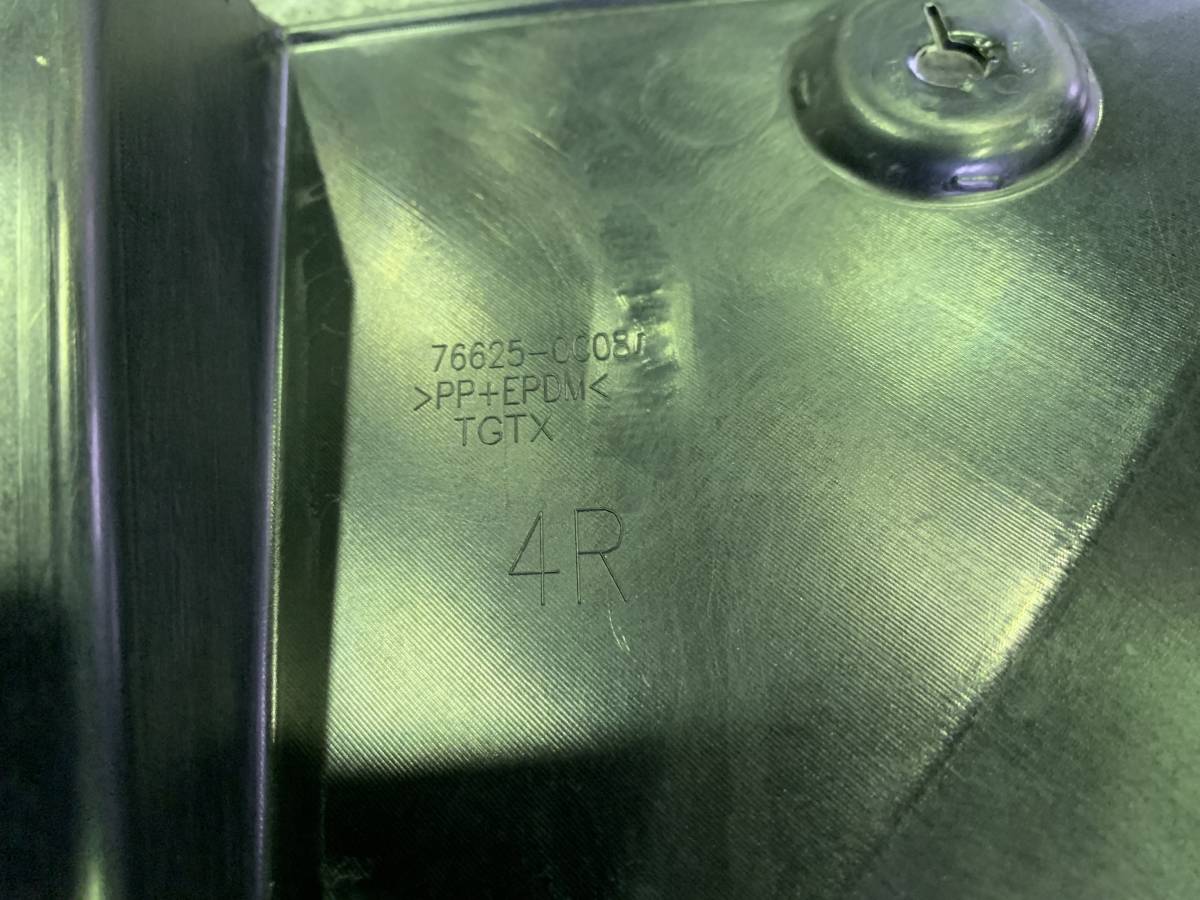 76625-0C08
>PP+EPDM<
TGTX
4R